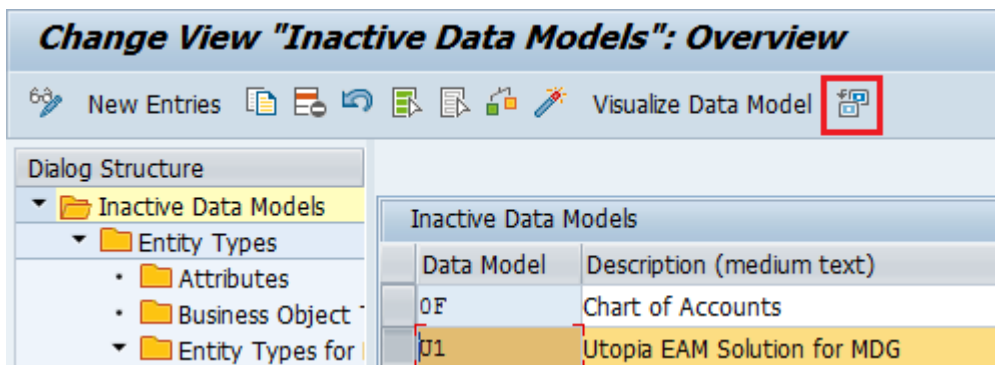 Change View "Inactive Data Models": Overview
New Entries Visualize Data Model
Dialog Structure
Inactive Data Models
Entity Types
Attributes
Business Object
Entity Types for
Inactive Data Models
Data Model Description (medium text)
0F Chart of Accounts
U1 Utopia EAM Solution for MDG